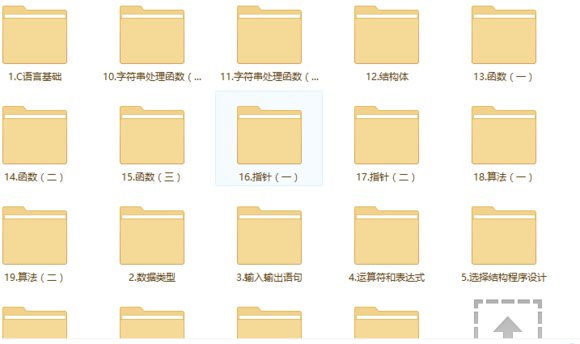 1.C语言基础
10.字符串处理函数（...
11.字符串处理函数（...
12.结构体
13.函数（一）
14.函数（二）
15.函数（三）
16.指针（一）
17.指针（二）
18.算法（一）
19.算法（二）
2.数据类型
3.输入输出语句
4.运算符和表达式
5.选择结构程序设计